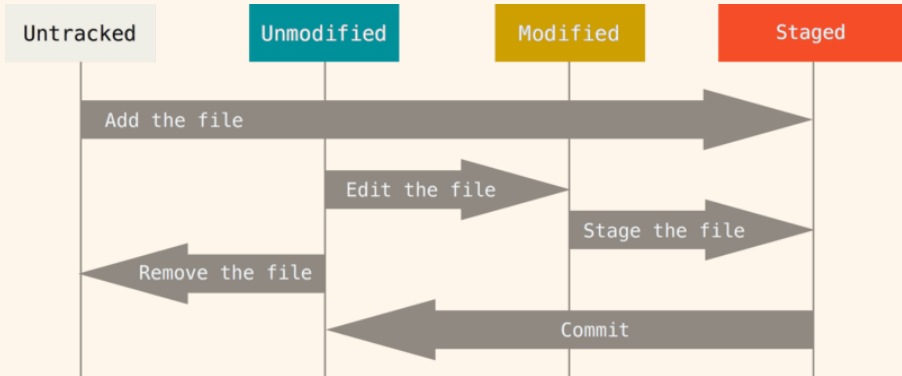 Untracked
Unmodified
Modified
Staged
Add the file
Edit the file
Stage the file
Remove the file
Commit